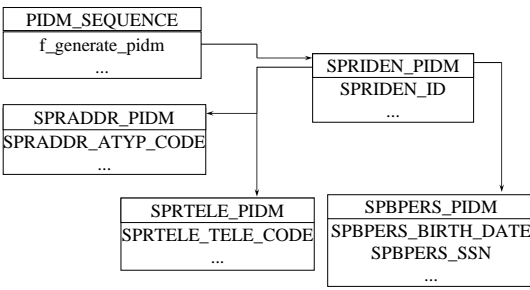 PIDM_SEQUENCE
f_generate_pidm
...
SPRIDEN_PIDM
SPRIDEN_ID
...
SPRADDR_PIDM
SPRADDR_ATYP_CODE
...
SPRTELE_PIDM
SPRTELE_TELE_CODE
...
SPBPERS_PIDM
SPBPERS_BIRTH_DATE
SPBPERS_SSN
...